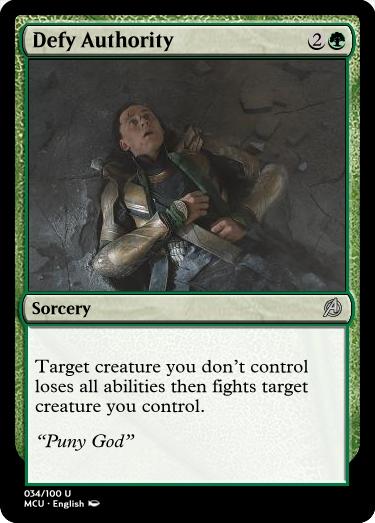 Defy Authority 2
Sorcery
Target creature you don't control
loses all abilities then fights target
creature you control.
"Puny God"
034/100 U
MCU • English